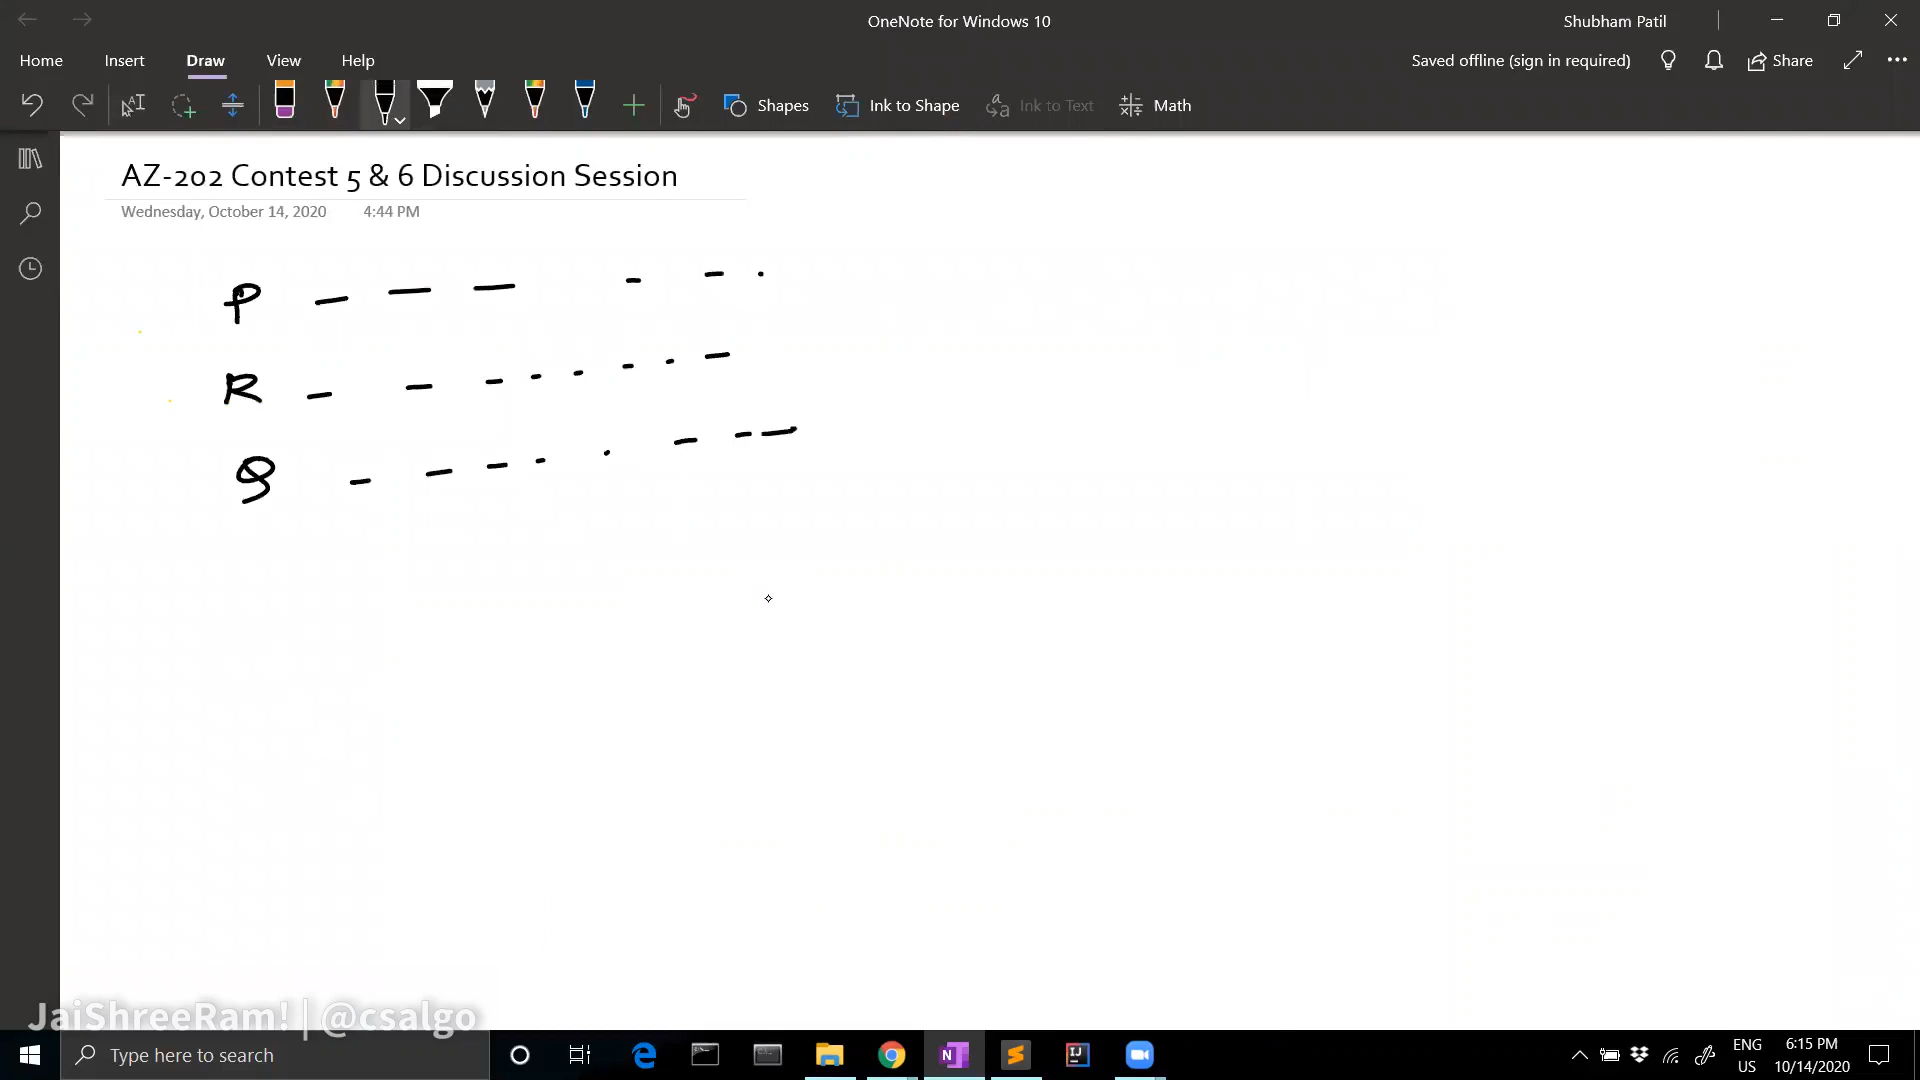 OneNote for Windows 10
Shubham Patil
Home Insert Draw View Help
Saved offline (sign in required)
Share
Shapes
Ink to Shape
Ink to Text
Math
AZ-202 Contest 5 & 6 Discussion Session
Wednesday, October 14, 2020 4:44 PM
P — — — - - .
R - - - - - - - -
S - - - - . - - —
JaiShreeRam! | @csalgo
Type here to search
ENG
US
6:15 PM
10/14/2020